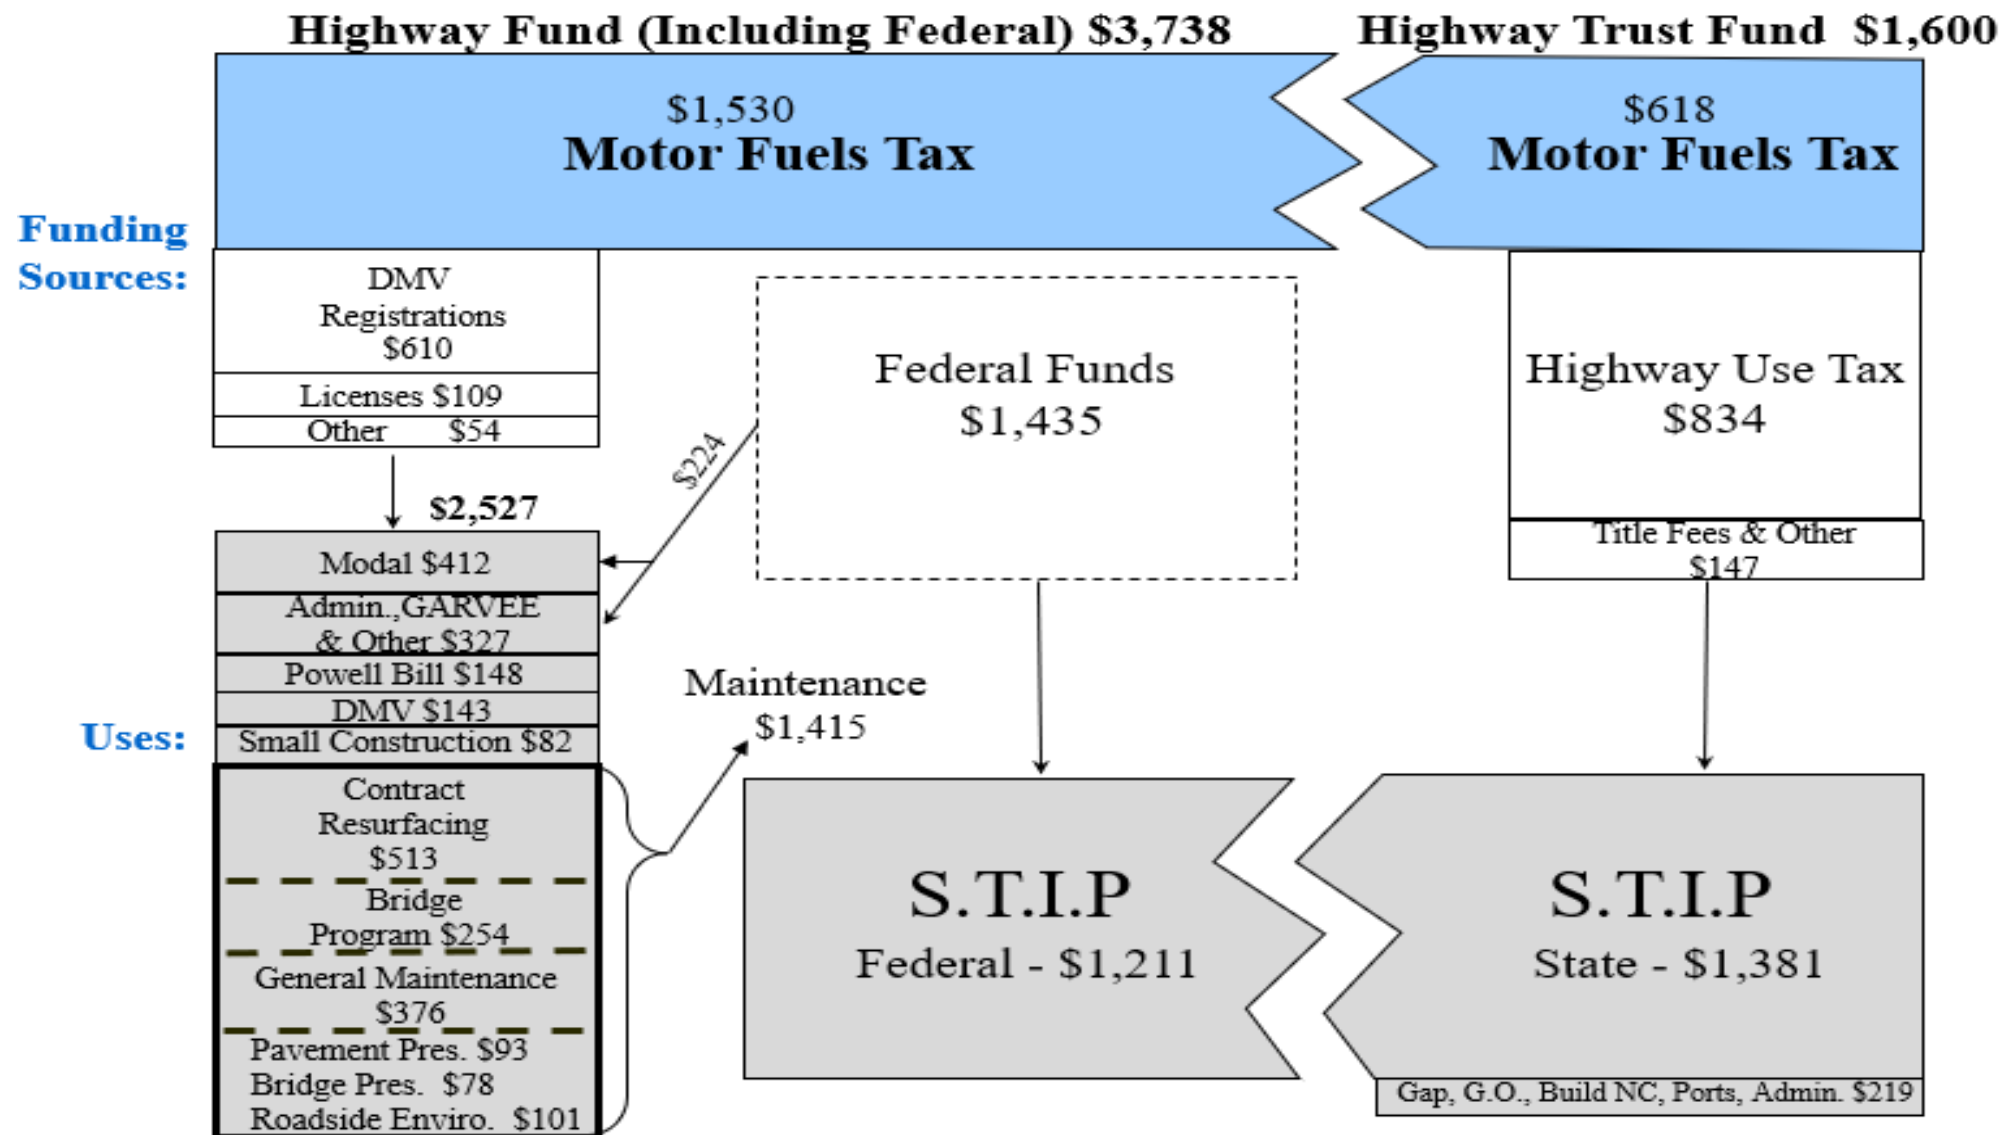 Highway Fund (Including Federal) $3,738
Highway Trust Fund $1,600
$1,530
Motor Fuels Tax
$618
Motor Fuels Tax
Funding
Sources:
DMV
Registrations
$610
Licenses $109
Other $54
Federal Funds
$1,435
Highway Use Tax
$834
Title Fees & Other
$147
$224
$2,527
Uses:
Modal $412
Admin.,GARVEE
& Other $327
Powell Bill $148
DMV $143
Small Construction $82
Contract
Resurfacing
$513
Bridge
Program $254
General Maintenance
$376
Pavement Pres. $93
Bridge Pres. $78
Roadside Enviro. $101
Maintenance
$1,415
S.T.I.P
Federal - $1,211
S.T.I.P
State - $1,381
Gap, G.O., Build NC, Ports, Admin. $219